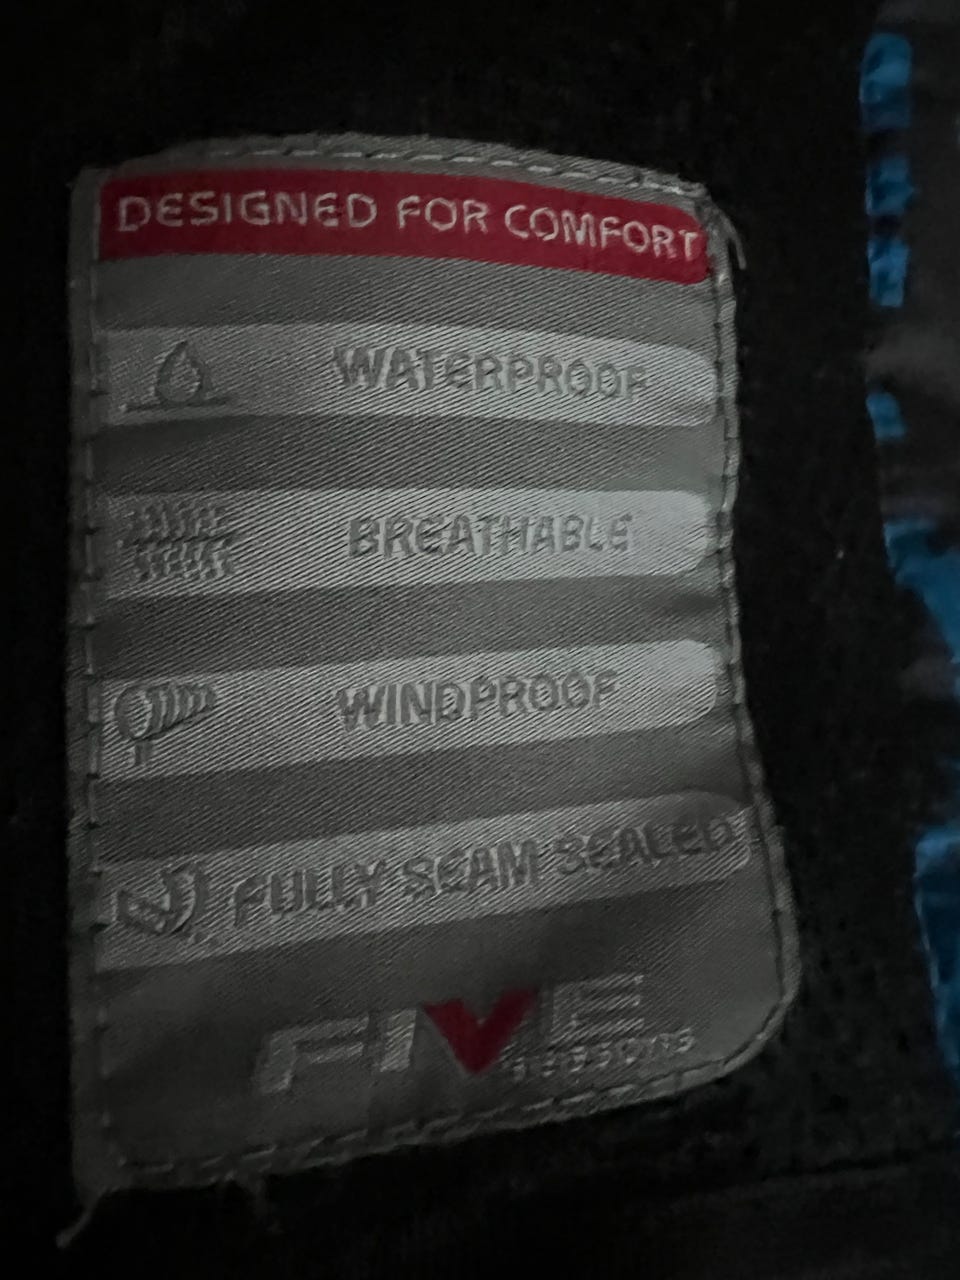 DESIGNED FOR COMFORT
WATERPROOF
BREATHABLE
WINDPROOF
FULLY SEAM SEALED
FIVE
seasons